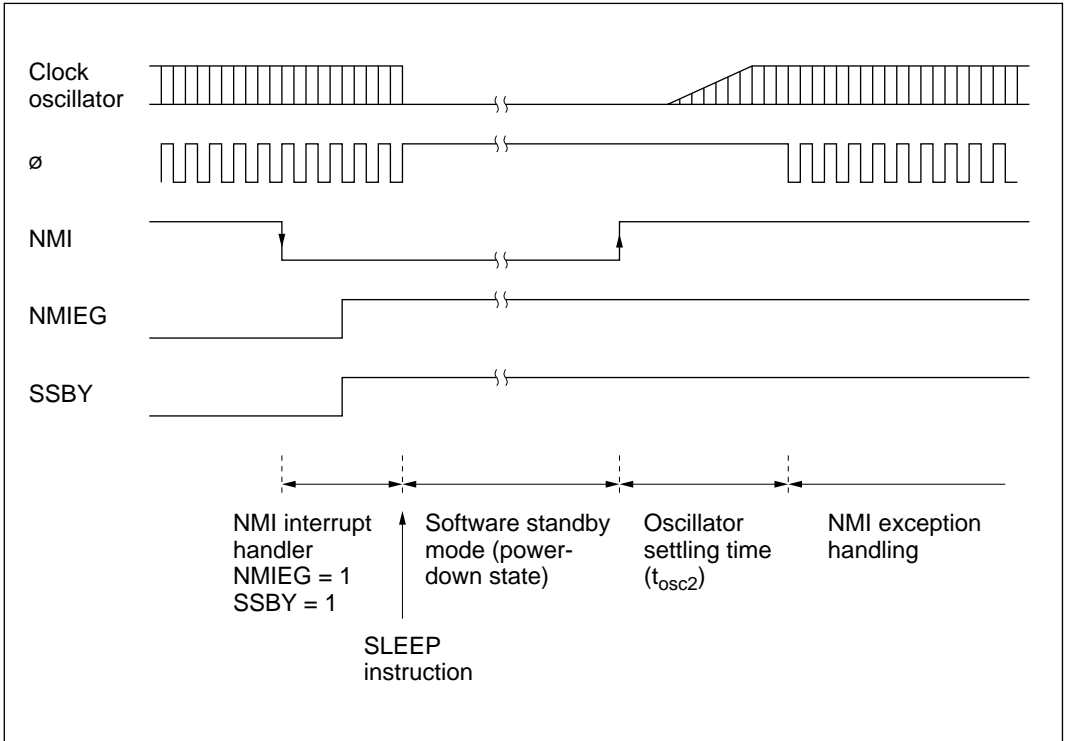 Clock
oscillator
ø
NMI
NMIEG
SSBY
NMI interrupt
handler
NMIEG = 1
SSBY = 1
Software standby
mode (power-
down state)
Oscillator
settling time
(tosc2)
NMI exception
handling
SLEEP
instruction